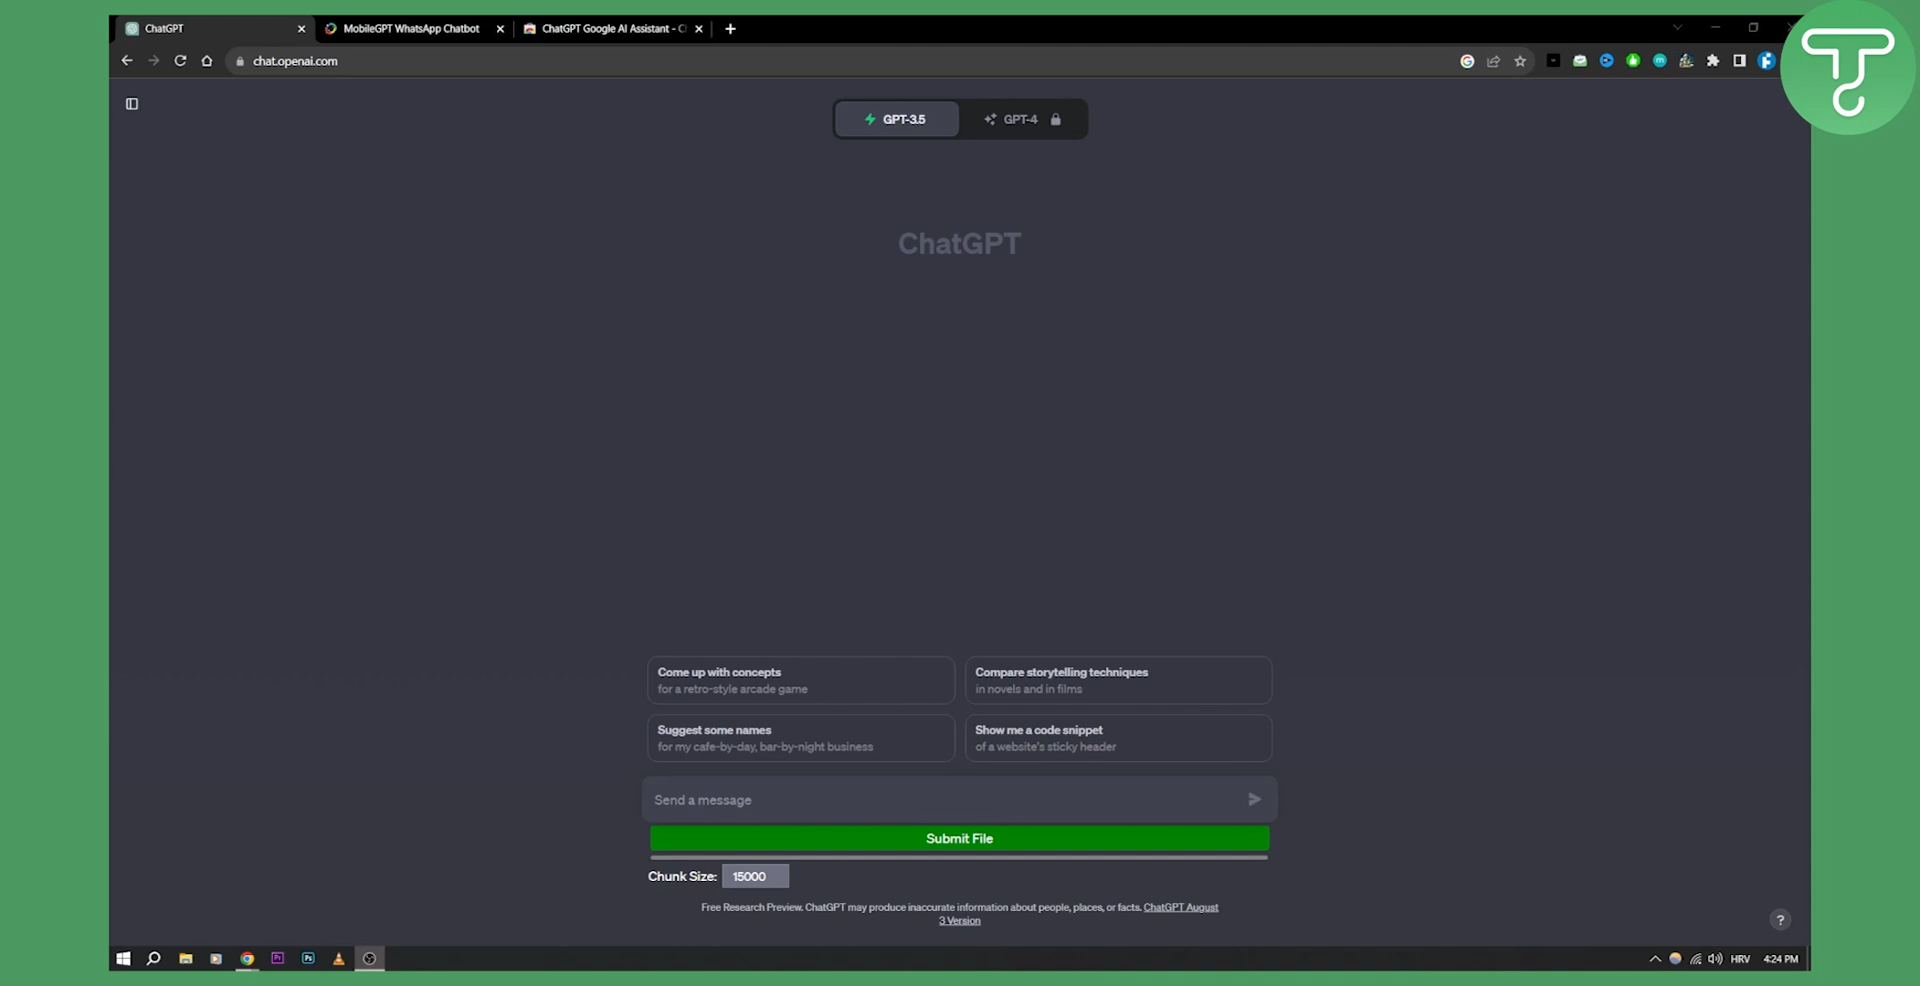 ChatGPT
MobileGPT WhatsApp Chatbot
ChatGPT Google AI Assistant - C
chat.openai.com
GPT-3.5
GPT-4
ChatGPT
Come up with concepts
for a retro-style arcade game
Compare storytelling techniques
in novels and in films
Suggest some names
for my cafe-by-day, bar-by-night business
Show me a code snippet
of a website's sticky header
Send a message
Submit File
Chunk Size: 15000
Free Research Preview. ChatGPT may produce inaccurate information about people, places, or facts. ChatGPT August
3 Version
?
HRV 4:24 PM